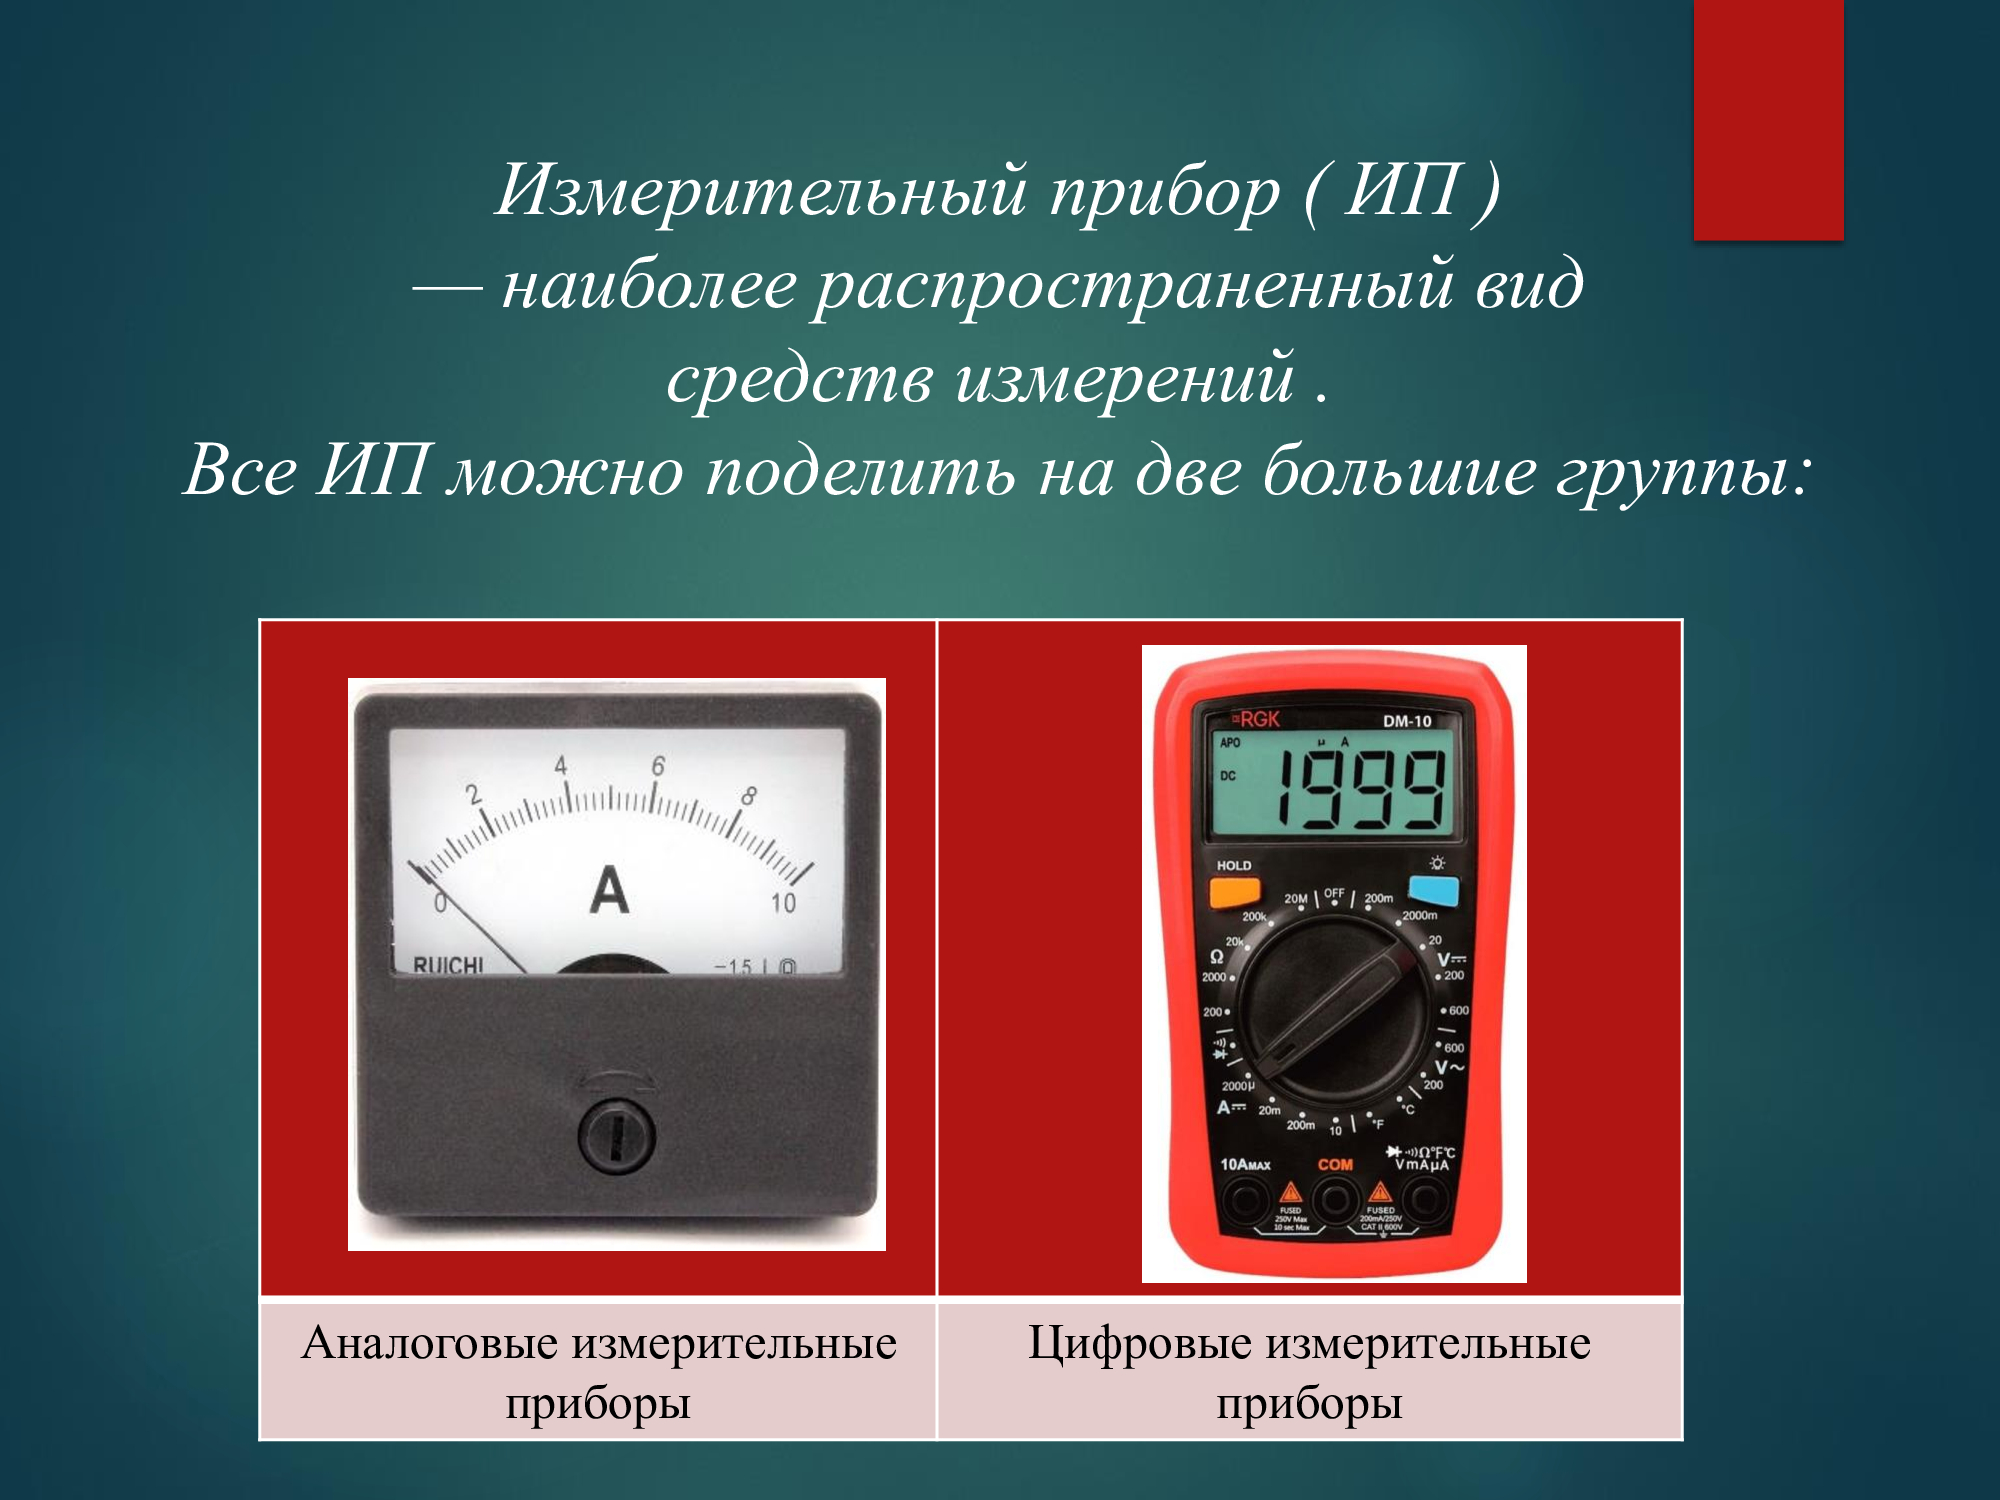 Измерительный прибор ( ИП )
— наиболее распространенный вид
средств измерений .
Все ИП можно поделить на две большие группы:
0 2 4 6 8 10
A
RUICHI
RGK DM-10
APO µ A
DC 1999
HOLD
20M OFF 200m
200k 2000m
20k 20
Ω V
2000 200
200 600
600
V~
2000µ 200
A 20m °C
200m 10 °F
10AMAX COM Ω°F°C
VmAµA
FUSED FUSED
250V Max 200mA/250V
10 sec Max CAT II 600V
Аналоговые измерительные
приборы
Цифровые измерительные
приборы